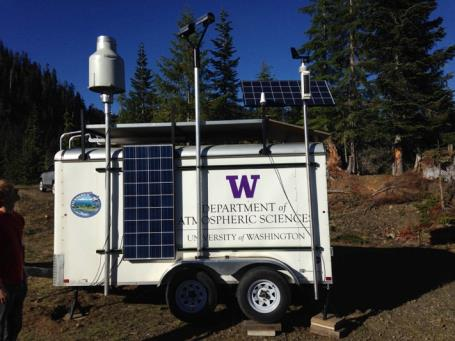 W
DEPARTMENT of
ATMOSPHERIC SCIENCES
UNIVERSITY of WASHINGTON